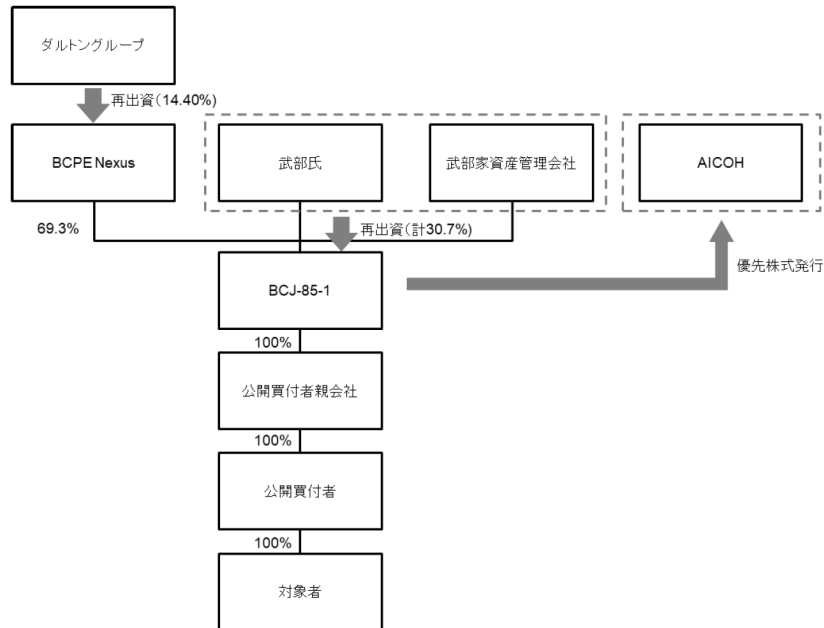 ダルトングループ
再出資(14.40%)
BCPE Nexus
武部氏
武部家資産管理会社
AICOH
69.3%
再出資(計30.7%)
優先株式発行
BCJ-85-1
100%
公開買付者親会社
100%
公開買付者
100%
対象者